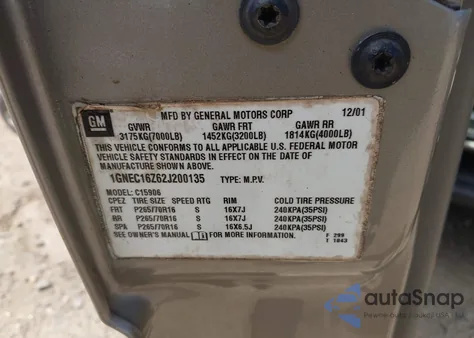 GM
MFD BY GENERAL MOTORS CORP 12/01
GVWR GAWR FRT GAWR RR
3175KG(7000LB) 1452KG(3200LB) 1814KG(4000LB)
THIS VEHICLE CONFORMS TO ALL APPLICABLE U.S. FEDERAL MOTOR
VEHICLE SAFETY STANDARDS IN EFFECT ON THE DATE OF
MANUFACTURE SHOWN ABOVE.
1GNEC16Z62J200135 TYPE: M.P.V.
MODEL: C15906
CPEZ TIRE SIZE SPEED RTG RIM COLD TIRE PRESSURE
FRT P265/70R16 S 16X7J 240KPA(35PSI)
RR P265/70R16 S 16X7J 240KPA(35PSI)
SPA P265/70R16 S 16X6.5J 240KPA(35PSI)
SEE OWNER'S MANUAL FOR MORE INFORMATION.
F 299
T 1043
autoSnap